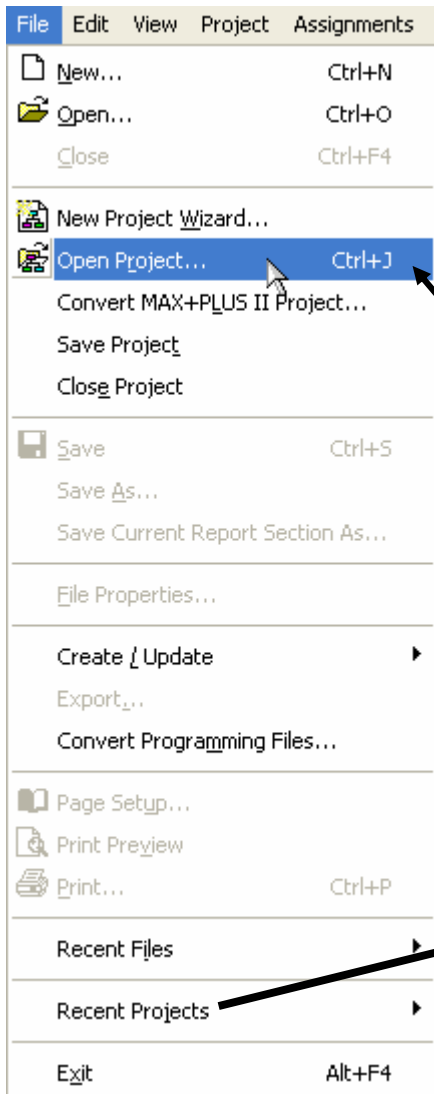 File Edit View Project Assignments
New... Ctrl+N
Open... Ctrl+O
Close Ctrl+F4
New Project Wizard...
Open Project... Ctrl+J
Convert MAX+PLUS II Project...
Save Project
Close Project
Save Ctrl+S
Save As...
Save Current Report Section As...
File Properties...
Create / Update
Export...
Convert Programming Files...
Page Setup...
Print Preview
Print... Ctrl+P
Recent Files
Recent Projects
Exit Alt+F4